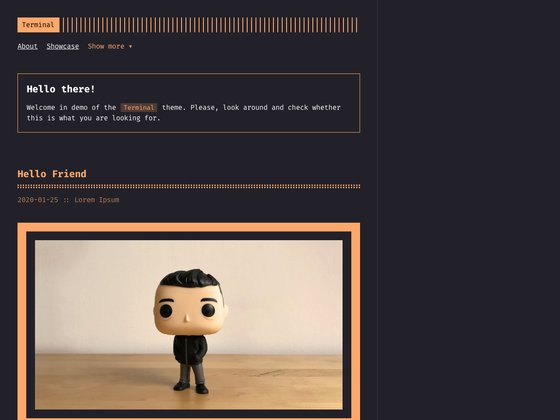 Terminal
About Showcase Show more ▾
Hello there!
Welcome in demo of the Terminal theme. Please, look around and check whether
this is what you are looking for.
Hello Friend
2020-01-25 :: Lorem Ipsum